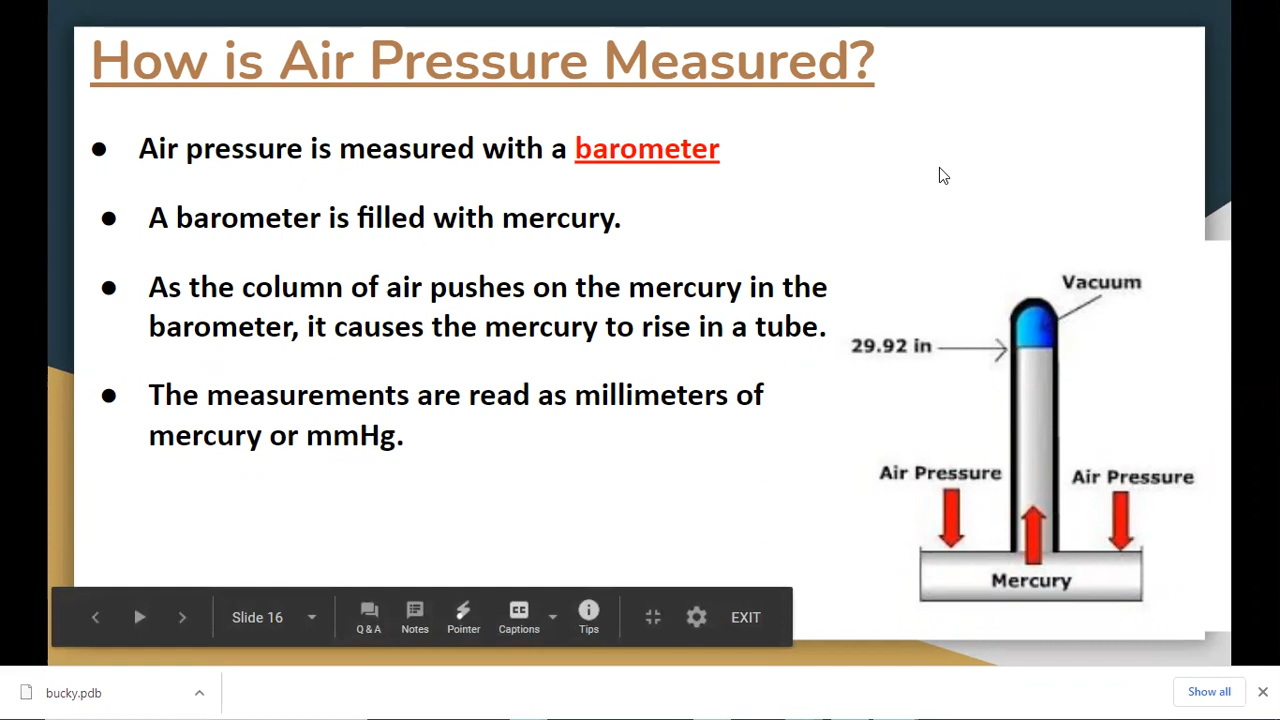 How is Air Pressure Measured?
● Air pressure is measured with a barometer
● A barometer is filled with mercury.
● As the column of air pushes on the mercury in the
barometer, it causes the mercury to rise in a tube.
● The measurements are read as millimeters of
mercury or mmHg.
Vacuum
29.92 in
Air Pressure
Air Pressure
Mercury
Slide 16
Q & A
Notes
Pointer
CC
Captions
Tips
EXIT
bucky.pdb
Show all